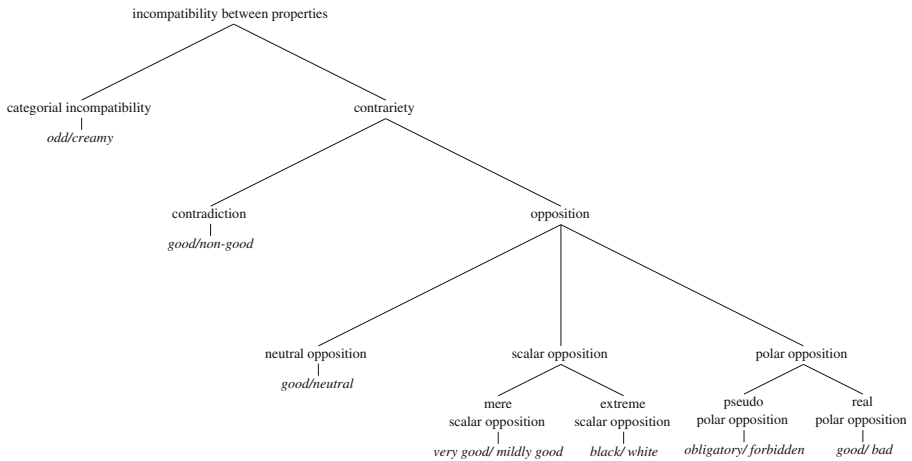 incompatibility between properties
categorial incompatibility
contrariety
odd/creamy
contradiction
opposition
good/non-good
neutral opposition
scalar opposition
polar opposition
good/neutral
mere
scalar opposition
extreme
scalar opposition
pseudo
polar opposition
real
polar opposition
very good/ mildly good
black/ white
obligatory/ forbidden
good/ bad